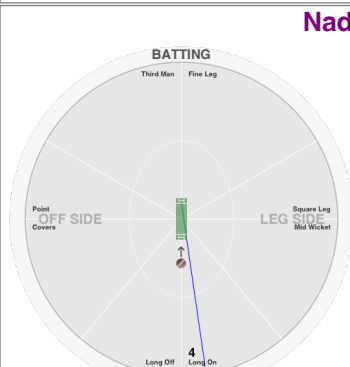 Nad
BATTING
Third Man Fine Leg
Point Square Leg
OFF SIDE LEG SIDE
Covers Mid Wicket
4
Long Off Long On